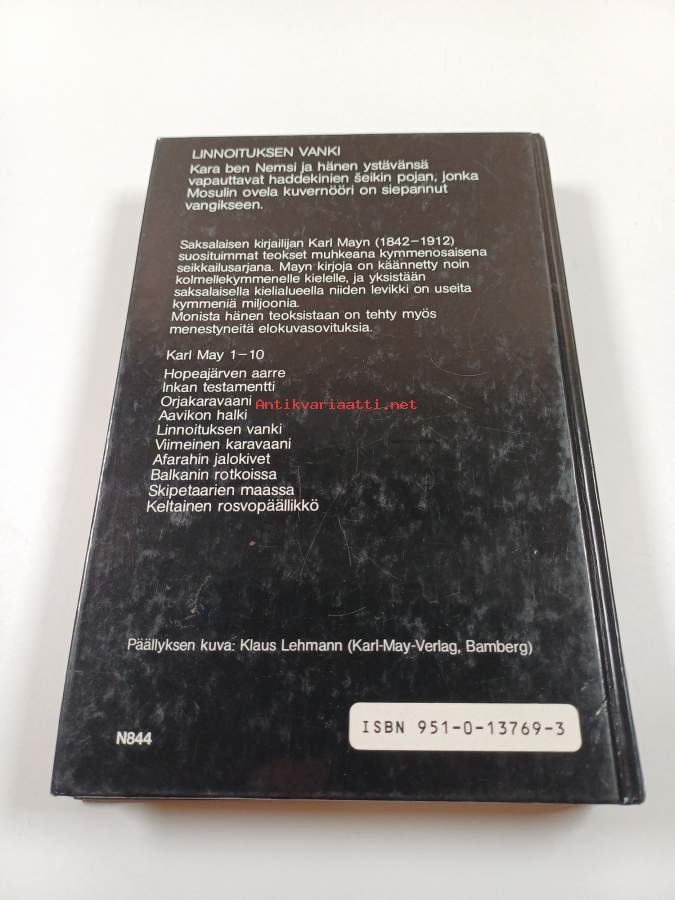 LINNOITUKSEN VANKI
Kara ben Nemsi ja hänen ystävänsä
vapauttavat haddekinien šeikin pojan, jonka
Mosulin ovela kuvernööri on siepannut
vangikseen.
Saksalaisen kirjailijan Karl Mayn (1842–1912)
suosituimmat teokset muhkeana kymmenosaisena
seikkailusarjana. Mayn kirjoja on käännetty noin
kolmellekymmenelle kielelle, ja yksistään
saksalaisella kielialueella niiden levikki on useita
kymmeniä miljoonia.
Monista hänen teoksistaan on tehty myös
menestyneitä elokuvasovituksia.
Karl May 1–10
Hopeajärven aarre
Inkan testamentti
Orjakaravaani
Antikvariaatti.net
Aavikon halki
Linnoituksen vanki
Viimeinen karavaani
Afarahin jalokivet
Balkanin rotkoissa
Skipetaarien maassa
Keltainen rosvopäällikkö
Päällyksen kuva: Klaus Lehmann (Karl-May-Verlag, Bamberg)
N844
ISBN 951-0-13769-3